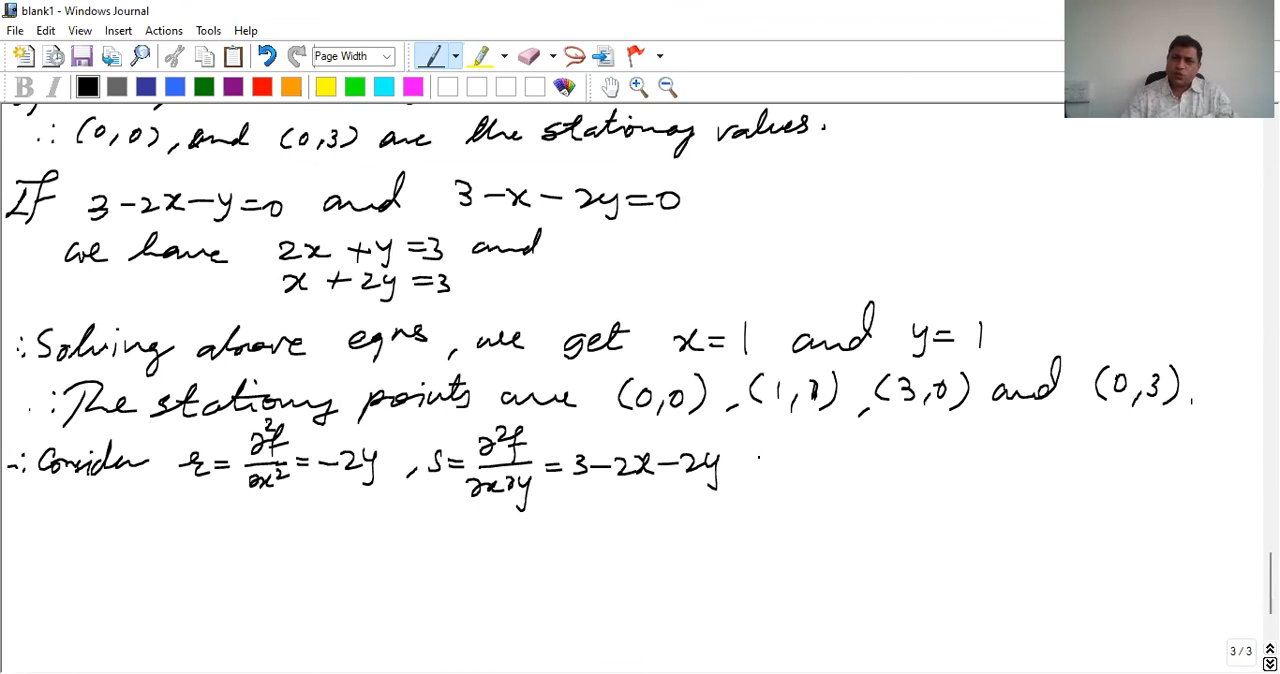 blank1 - Windows Journal
File Edit View Insert Actions Tools Help
Page Width
B I
∴ (0,0), and (0,3) are the stationary values.
If 3-2x-y=0 and 3-x-2y=0
we have 2x+y=3 and
x+2y=3
∴ Solving above eqns, we get x=1 and y=1
∴ The stationary points are (0,0), (1,1), (3,0) and (0,3).
∴ Consider r = ∂²f/∂x² = -2y, s = ∂²f/∂x∂y = 3-2x-2y
3 / 3